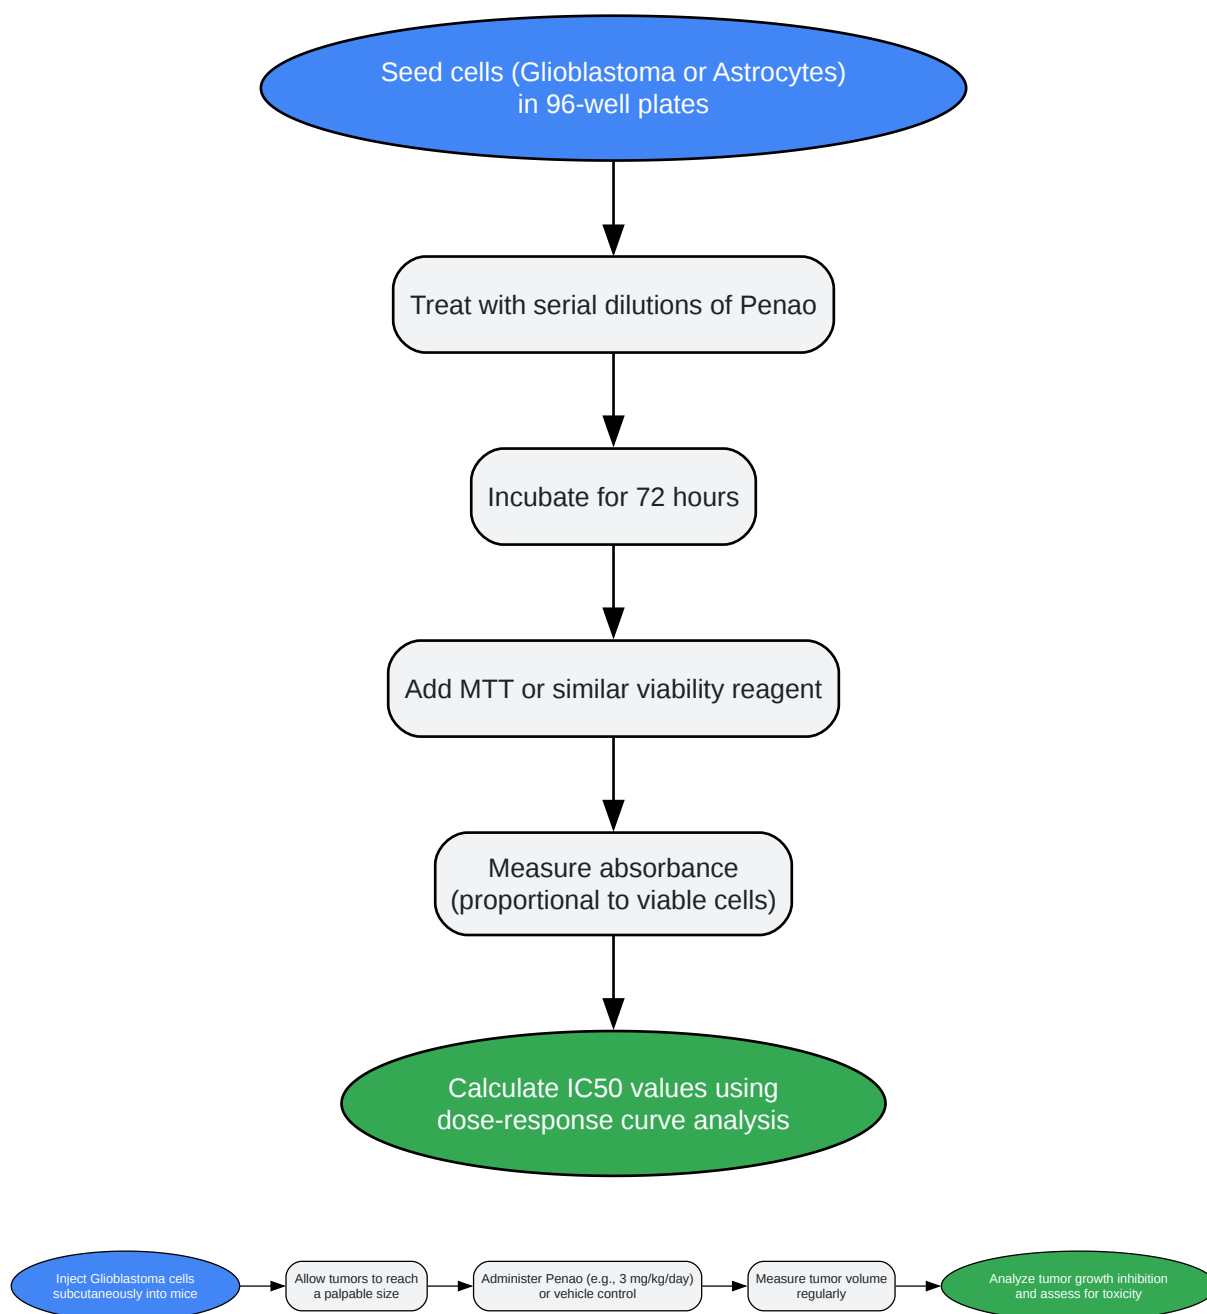 Seed cells (Glioblastoma or Astrocytes)
in 96-well plates
Treat with serial dilutions of Penao
Incubate for 72 hours
Add MTT or similar viability reagent
Measure absorbance
(proportional to viable cells)
Calculate IC50 values using
dose-response curve analysis
Inject Glioblastoma cells
subcutaneously into mice
Allow tumors to reach
a palpable size
Administer Penao (e.g., 3 mg/kg/day)
or vehicle control
Measure tumor volume
regularly
Analyze tumor growth inhibition
and assess for toxicity